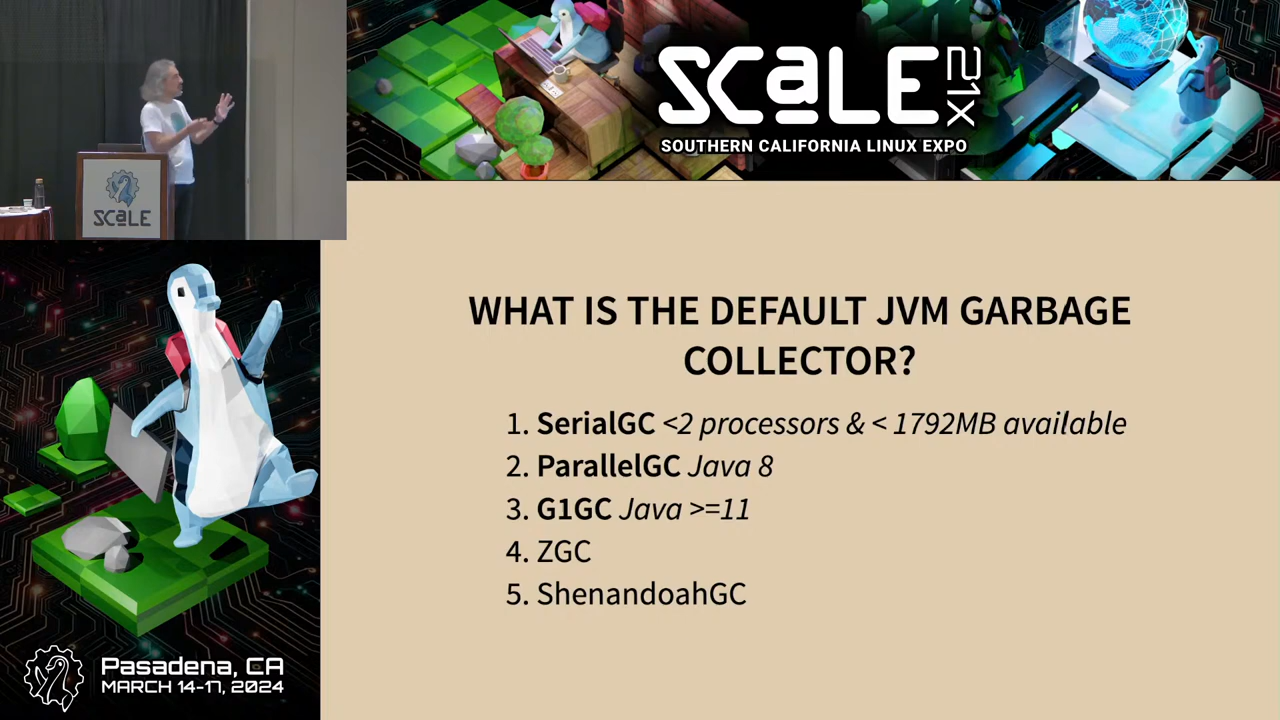 SCaLE 21X
SOUTHERN CALIFORNIA LINUX EXPO
SCaLE
WHAT IS THE DEFAULT JVM GARBAGE
COLLECTOR?
1. SerialGC <2 processors & < 1792MB available
2. ParallelGC Java 8
3. G1GC Java >=11
4. ZGC
5. ShenandoahGC
Pasadena, CA
MARCH 14-17, 2024